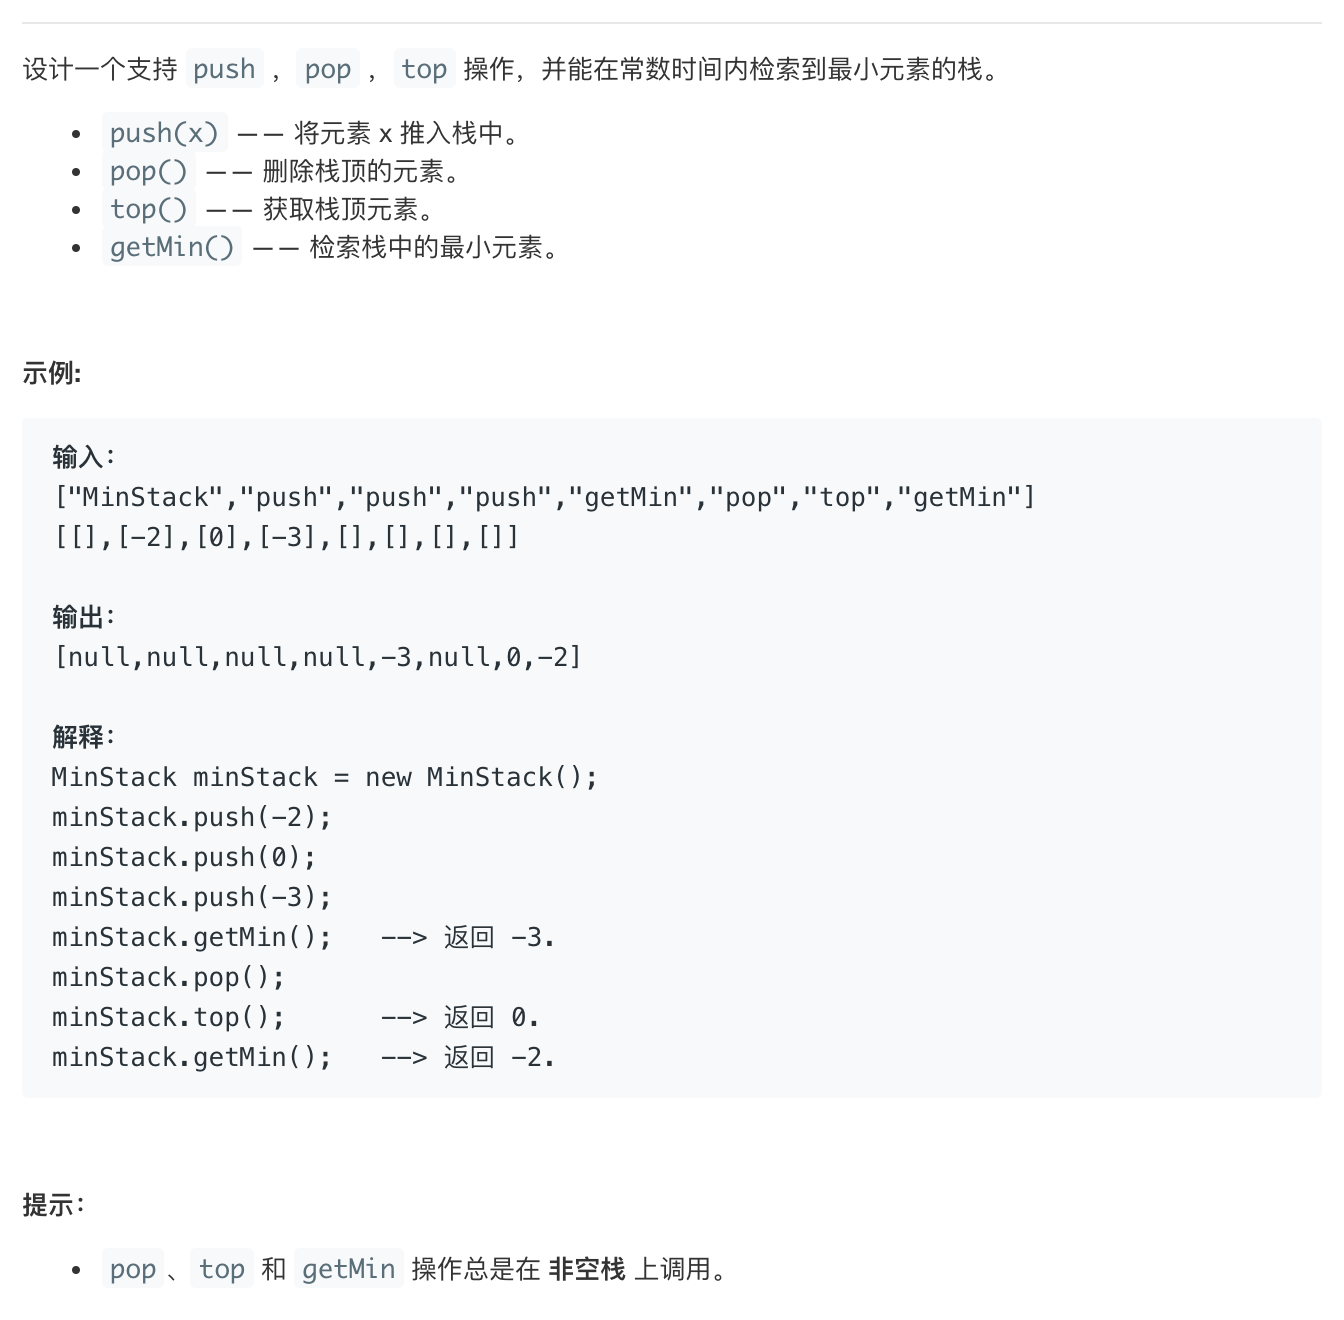 设计一个支持 push ，pop ，top 操作，并能在常数时间内检索到最小元素的栈。
push(x) —— 将元素 x 推入栈中。
pop() —— 删除栈顶的元素。
top() —— 获取栈顶元素。
getMin() —— 检索栈中的最小元素。
示例:
输入：
["MinStack","push","push","push","getMin","pop","top","getMin"]
[[],[-2],[0],[-3],[],[],[],[]]
输出：
[null,null,null,null,-3,null,0,-2]
解释：
MinStack minStack = new MinStack();
minStack.push(-2);
minStack.push(0);
minStack.push(-3);
minStack.getMin();   --> 返回 -3.
minStack.pop();
minStack.top();      --> 返回 0.
minStack.getMin();   --> 返回 -2.
提示：
pop、top 和 getMin 操作总是在 非空栈 上调用。